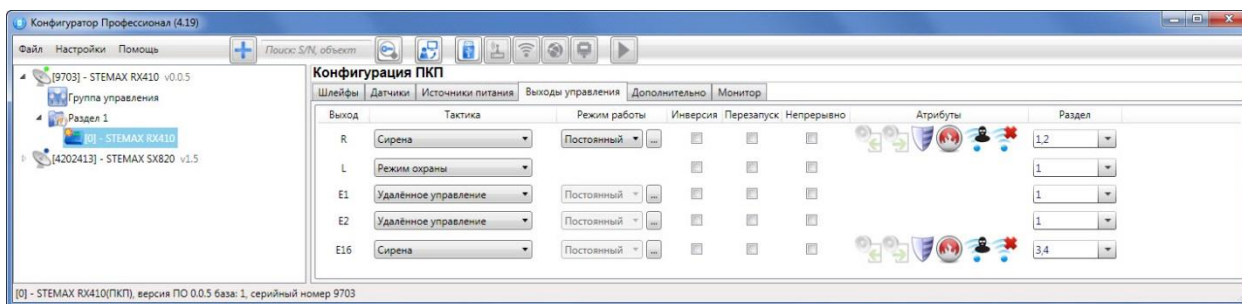 Конфигуратор Профессионал (4.19)
Файл Настройки Помощь Поиск: S/N, объект
[9703] - STEMAX RX410 v0.0.5
Группа управления
Раздел 1
[0] - STEMAX RX410
[4202413] - STEMAX SX820 v1.5
Конфигурация ПКП
Шлейфы Датчики Источники питания Выходы управления Дополнительно Монитор
Выход Тактика Режим работы Инверсия Перезапуск Непрерывно Атрибуты Раздел
R Сирена Постоянный ... 1,2
L Режим охраны 1
E1 Удалённое управление Постоянный ... 1
E2 Удалённое управление Постоянный ... 1
E16 Сирена Постоянный ... 3,4
[0] - STEMAX RX410(ПКП), версия ПО 0.0.5 база: 1, серийный номер 9703